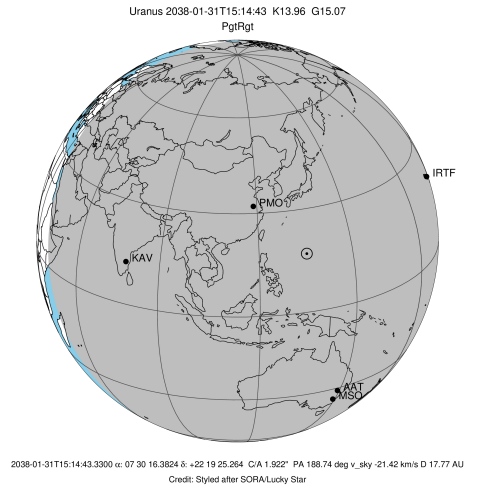 Uranus 2038-01-31T15:14:43 K13.96 G15.07
PgtRgt
IRTF
PMO
KAV
AAT
MSO
2038-01-31T15:14:43.3300 α: 07 30 16.3824 δ: +22 19 25.264 C/A 1.922" PA 188.74 deg v_sky -21.42 km/s D 17.77 AU
Credit: Styled after SORA/Lucky Star